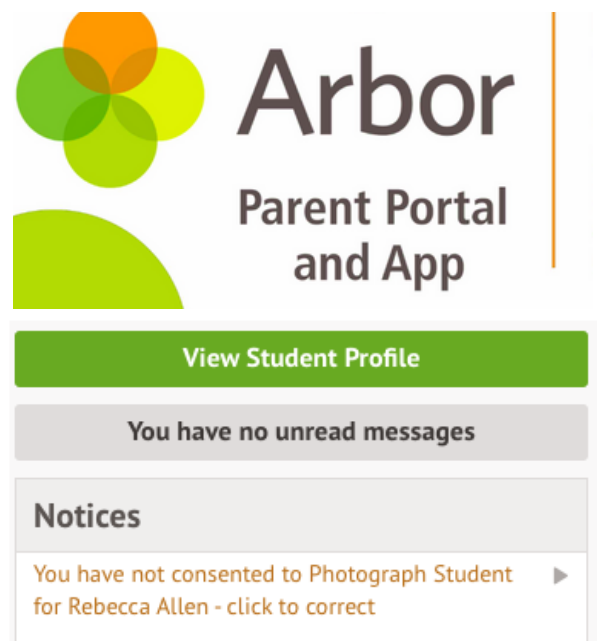 Arbor
Parent Portal
and App
View Student Profile
You have no unread messages
Notices
You have not consented to Photograph Student
for Rebecca Allen - click to correct